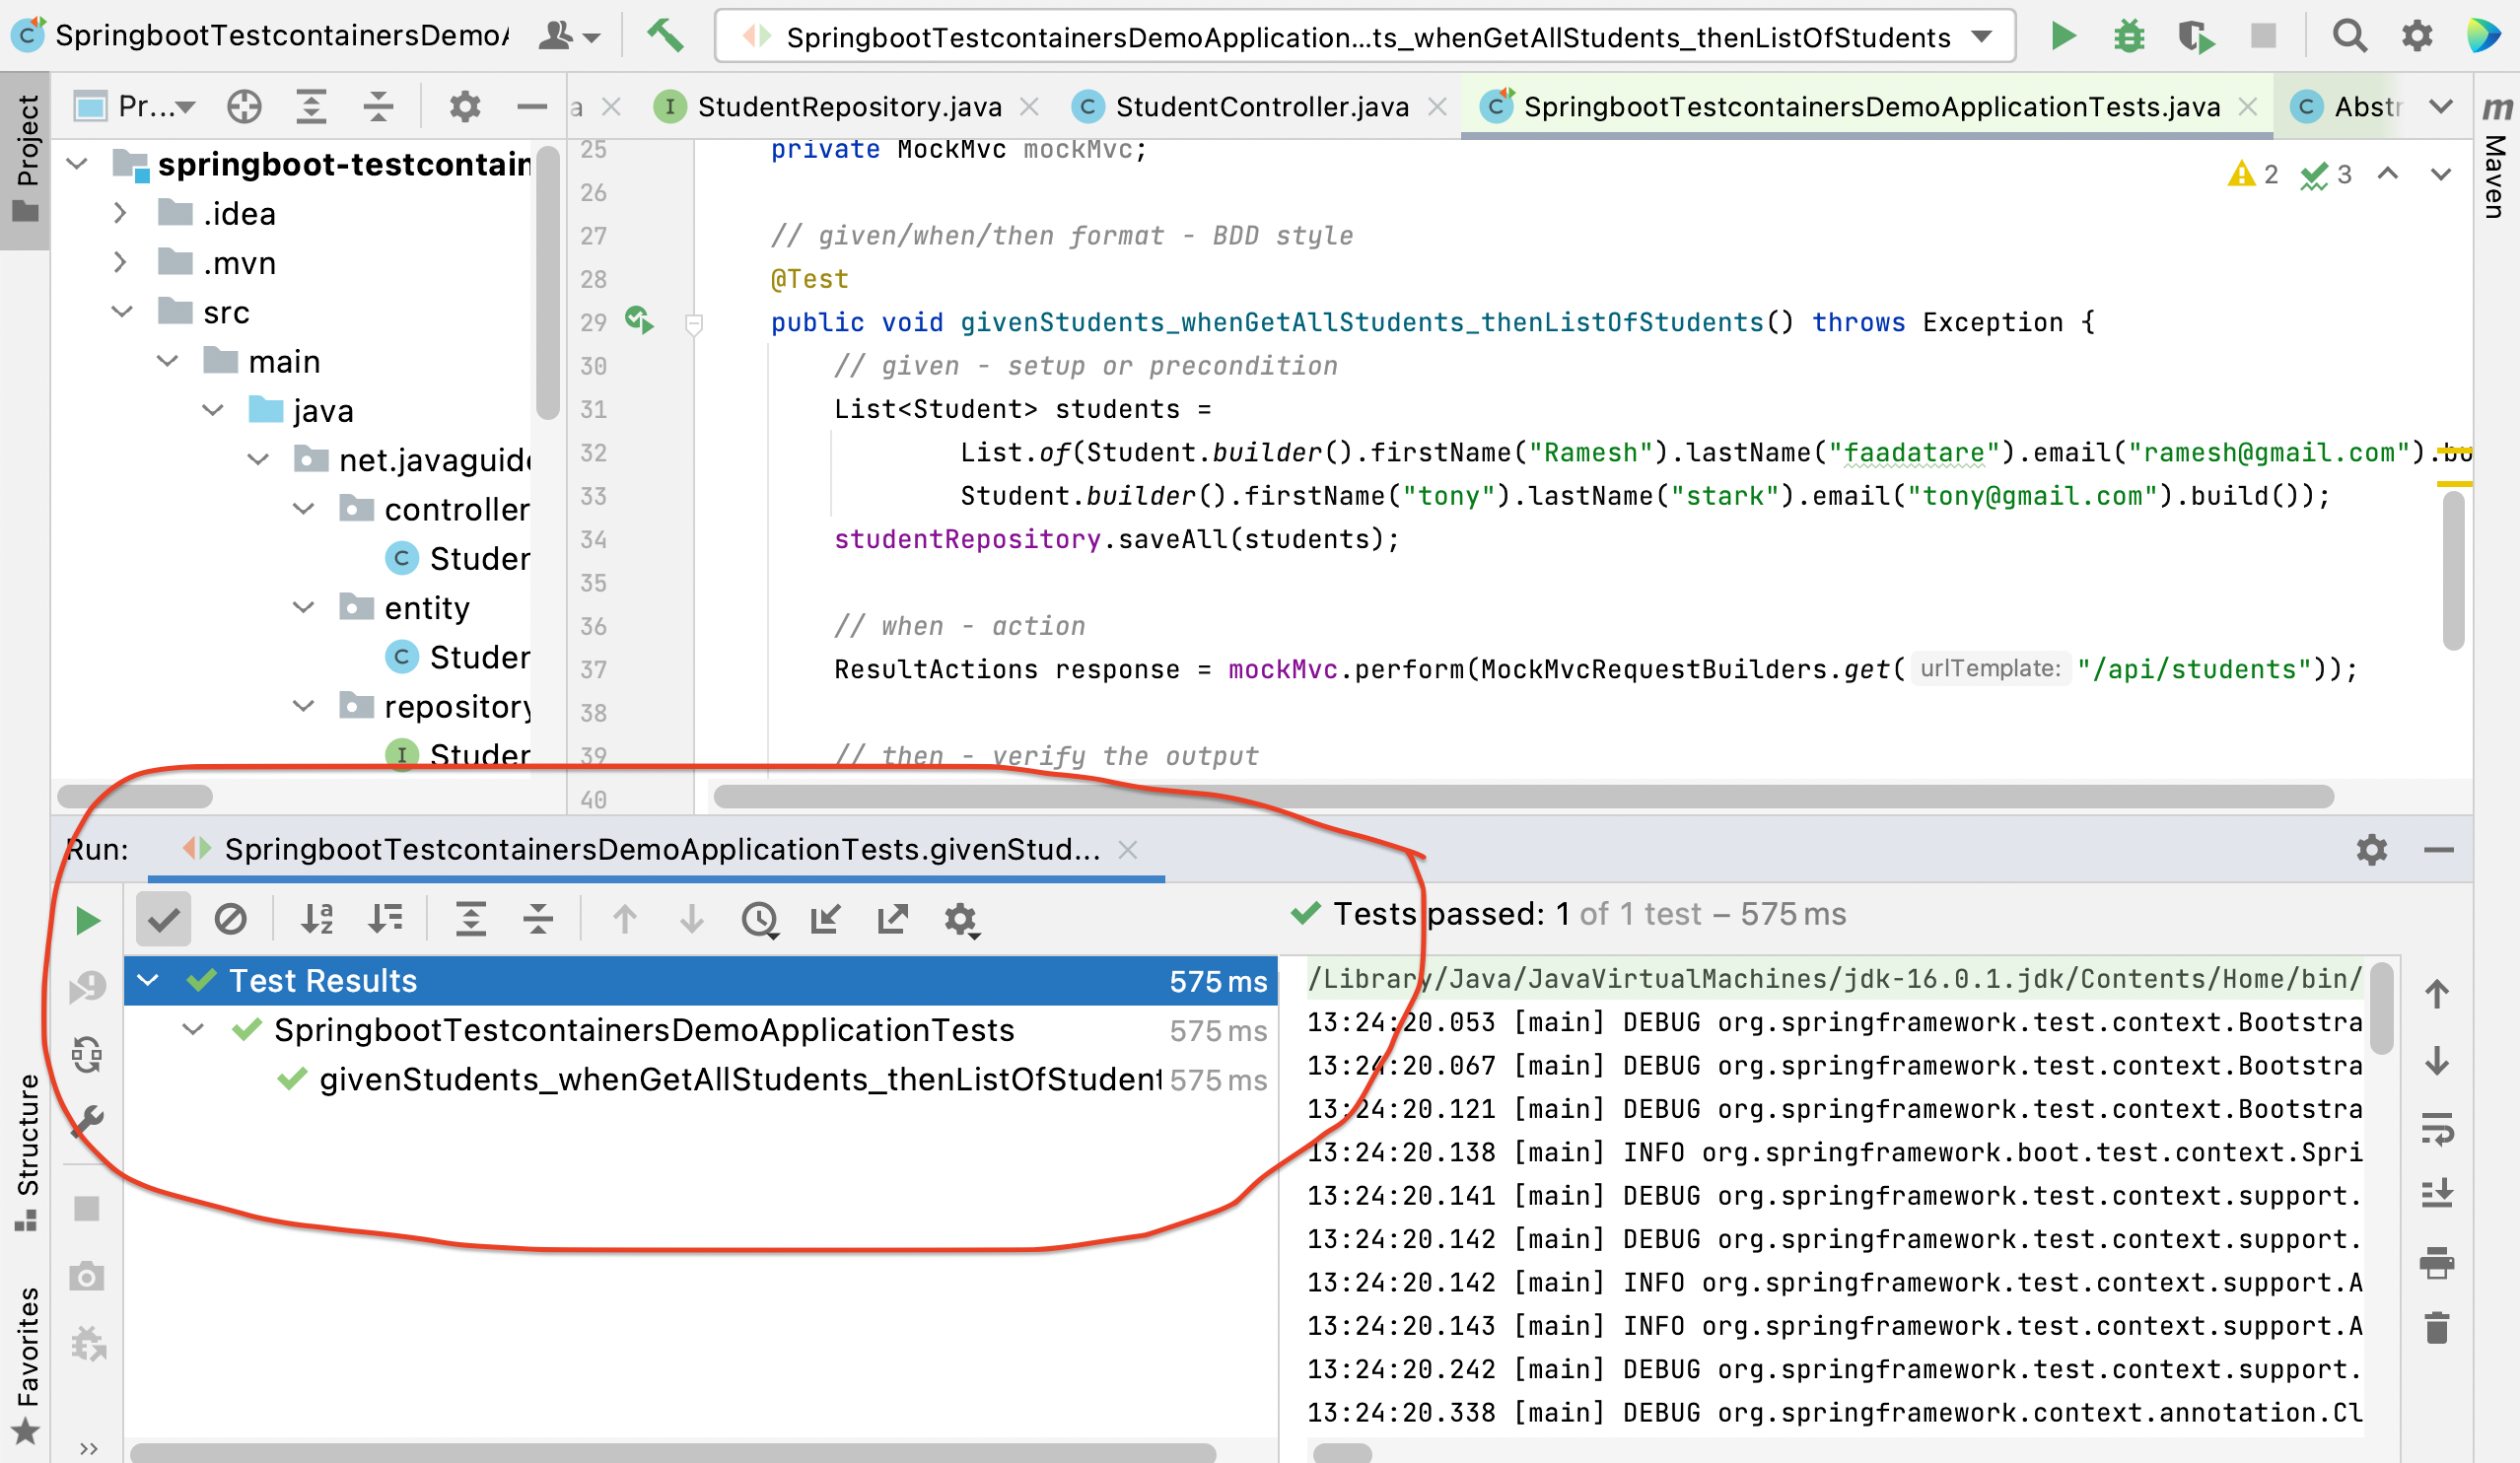 SpringbootTestcontainersDemoA
SpringbootTestcontainersDemoApplication...ts_whenGetAllStudents_thenListOfStudents
Project
Pr...
a
StudentRepository.java
StudentController.java
SpringbootTestcontainersDemoApplicationTests.java
Abstr
Maven
springboot-testcontain
.idea
.mvn
src
main
java
net.javaguide
controller
Studen
entity
Studen
repository
Studen
2 3
25 private MockMvc mockMvc;
26
27 // given/when/then format - BDD style
28 @Test
29 public void givenStudents_whenGetAllStudents_thenListOfStudents() throws Exception {
30 // given - setup or precondition
31 List<Student> students =
32 List.of(Student.builder().firstName("Ramesh").lastName("faadatare").email("ramesh@gmail.com").bu
33 Student.builder().firstName("tony").lastName("stark").email("tony@gmail.com").build());
34 studentRepository.saveAll(students);
35
36 // when - action
37 ResultActions response = mockMvc.perform(MockMvcRequestBuilders.get( urlTemplate: "/api/students"));
38
39 // then - verify the output
40
Run: SpringbootTestcontainersDemoApplicationTests.givenStud...
Tests passed: 1 of 1 test – 575 ms
Test Results 575 ms
SpringbootTestcontainersDemoApplicationTests 575 ms
givenStudents_whenGetAllStudents_thenListOfStudent 575 ms
/Library/Java/JavaVirtualMachines/jdk-16.0.1.jdk/Contents/Home/bin/
13:24:20.053 [main] DEBUG org.springframework.test.context.Bootstra
13:24:20.067 [main] DEBUG org.springframework.test.context.Bootstra
13:24:20.121 [main] DEBUG org.springframework.test.context.Bootstra
13:24:20.138 [main] INFO org.springframework.boot.test.context.Spri
13:24:20.141 [main] DEBUG org.springframework.test.context.support.
13:24:20.142 [main] DEBUG org.springframework.test.context.support.
13:24:20.142 [main] INFO org.springframework.test.context.support.A
13:24:20.143 [main] INFO org.springframework.test.context.support.A
13:24:20.242 [main] DEBUG org.springframework.test.context.support.
13:24:20.338 [main] DEBUG org.springframework.context.annotation.Cl
Structure
Favorites